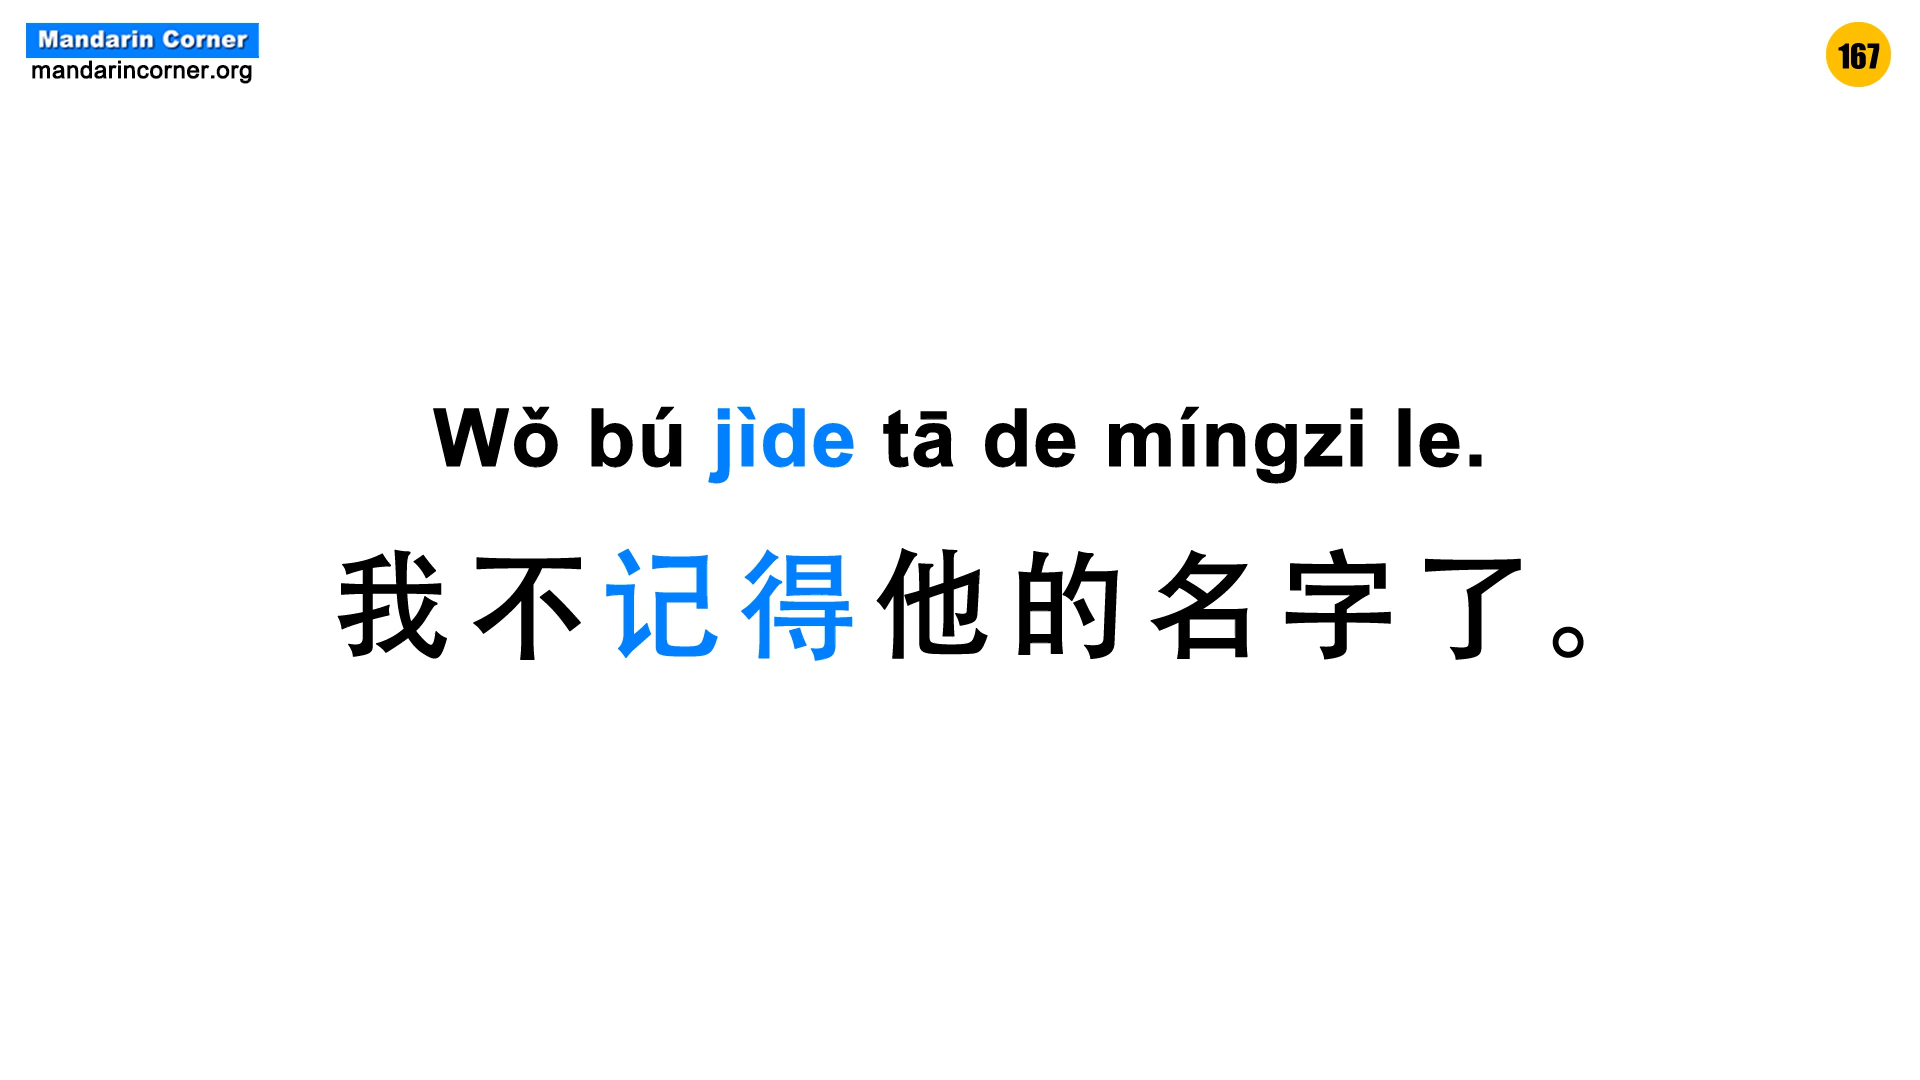 Mandarin Corner
mandarincorner.org
167
Wǒ bú jìde tā de míngzi le.
我不记得他的名字了。